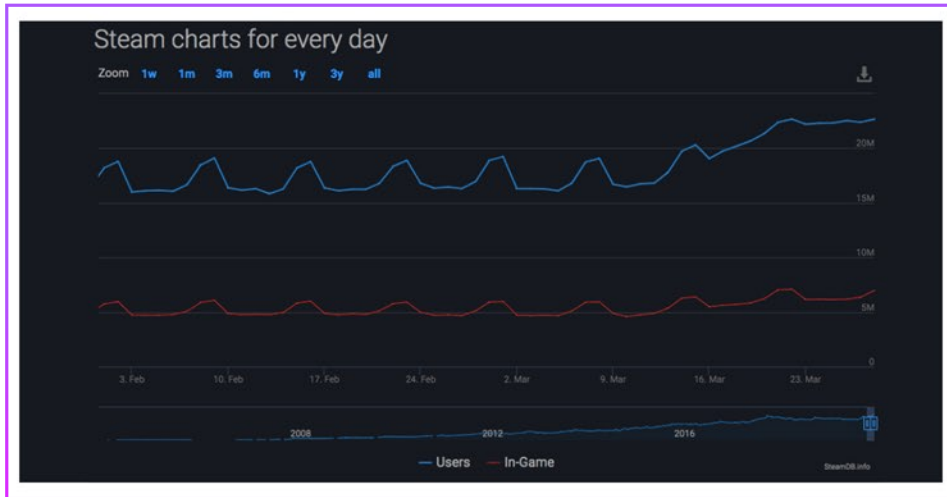 Steam charts for every day
Zoom 1w 1m 3m 6m 1y 3y all
20M
15M
10M
5M
0
3. Feb 10. Feb 17. Feb 24. Feb 2. Mar 9. Mar 16. Mar 23. Mar
2008 2012 2016
Users In-Game
SteamDB.info